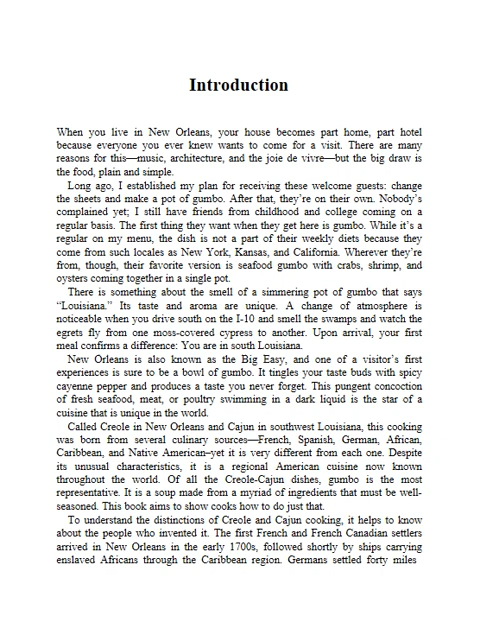 Introduction
When you live in New Orleans, your house becomes part home, part hotel
because everyone you ever knew wants to come for a visit. There are many
reasons for this—music, architecture, and the joie de vivre—but the big draw is
the food, plain and simple.
Long ago, I established my plan for receiving these welcome guests: change
the sheets and make a pot of gumbo. After that, they're on their own. Nobody's
complained yet; I still have friends from childhood and college coming on a
regular basis. The first thing they want when they get here is gumbo. While it's a
regular on my menu, the dish is not a part of their weekly diets because they
come from such locales as New York, Kansas, and California. Wherever they're
from, though, their favorite version is seafood gumbo with crabs, shrimp, and
oysters coming together in a single pot.
There is something about the smell of a simmering pot of gumbo that says
“Louisiana.” Its taste and aroma are unique. A change of atmosphere is
noticeable when you drive south on the I-10 and smell the swamps and watch the
egrets fly from one moss-covered cypress to another. Upon arrival, your first
meal confirms a difference: You are in south Louisiana.
New Orleans is also known as the Big Easy, and one of a visitor's first
experiences is sure to be a bowl of gumbo. It tingles your taste buds with spicy
cayenne pepper and produces a taste you never forget. This pungent concoction
of fresh seafood, meat, or poultry swimming in a dark liquid is the star of a
cuisine that is unique in the world.
Called Creole in New Orleans and Cajun in southwest Louisiana, this cooking
was born from several culinary sources—French, Spanish, German, African,
Caribbean, and Native American–yet it is very different from each one. Despite
its unusual characteristics, it is a regional American cuisine now known
throughout the world. Of all the Creole-Cajun dishes, gumbo is the most
representative. It is a soup made from a myriad of ingredients that must be well-
seasoned. This book aims to show cooks how to do just that.
To understand the distinctions of Creole and Cajun cooking, it helps to know
about the people who invented it. The first French and French Canadian settlers
arrived in New Orleans in the early 1700s, followed shortly by ships carrying
enslaved Africans through the Caribbean region. Germans settled forty miles